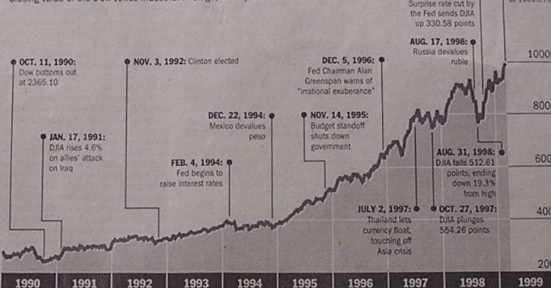 Surprise rate cut by
the Fed sends DJIA
up 330.58 points
AUG. 17, 1998:
Russia devalues
ruble
OCT. 11, 1990:
Dow bottoms out
at 2365.10
NOV. 3, 1992: Clinton elected
DEC. 5, 1996:
Fed Chairman Alan
Greenspan warns of
"irrational exuberance"
JAN. 17, 1991:
DJIA rises 4.6%
on allies' attack
on Iraq
DEC. 22, 1994:
Mexico devalues
peso
NOV. 14, 1995:
Budget standoff
shuts down
government
FEB. 4, 1994:
Fed begins to
raise interest rates
AUG. 31, 1998:
DJIA falls 512.61
points, ending
down 19.3%
from high
JULY 2, 1997:
Thailand lets
currency float,
touching off
Asia crisis
OCT. 27, 1997:
DJIA plunges
554.26 points
1000
800
600
400
200
1990 1991 1992 1993 1994 1995 1996 1997 1998 1999